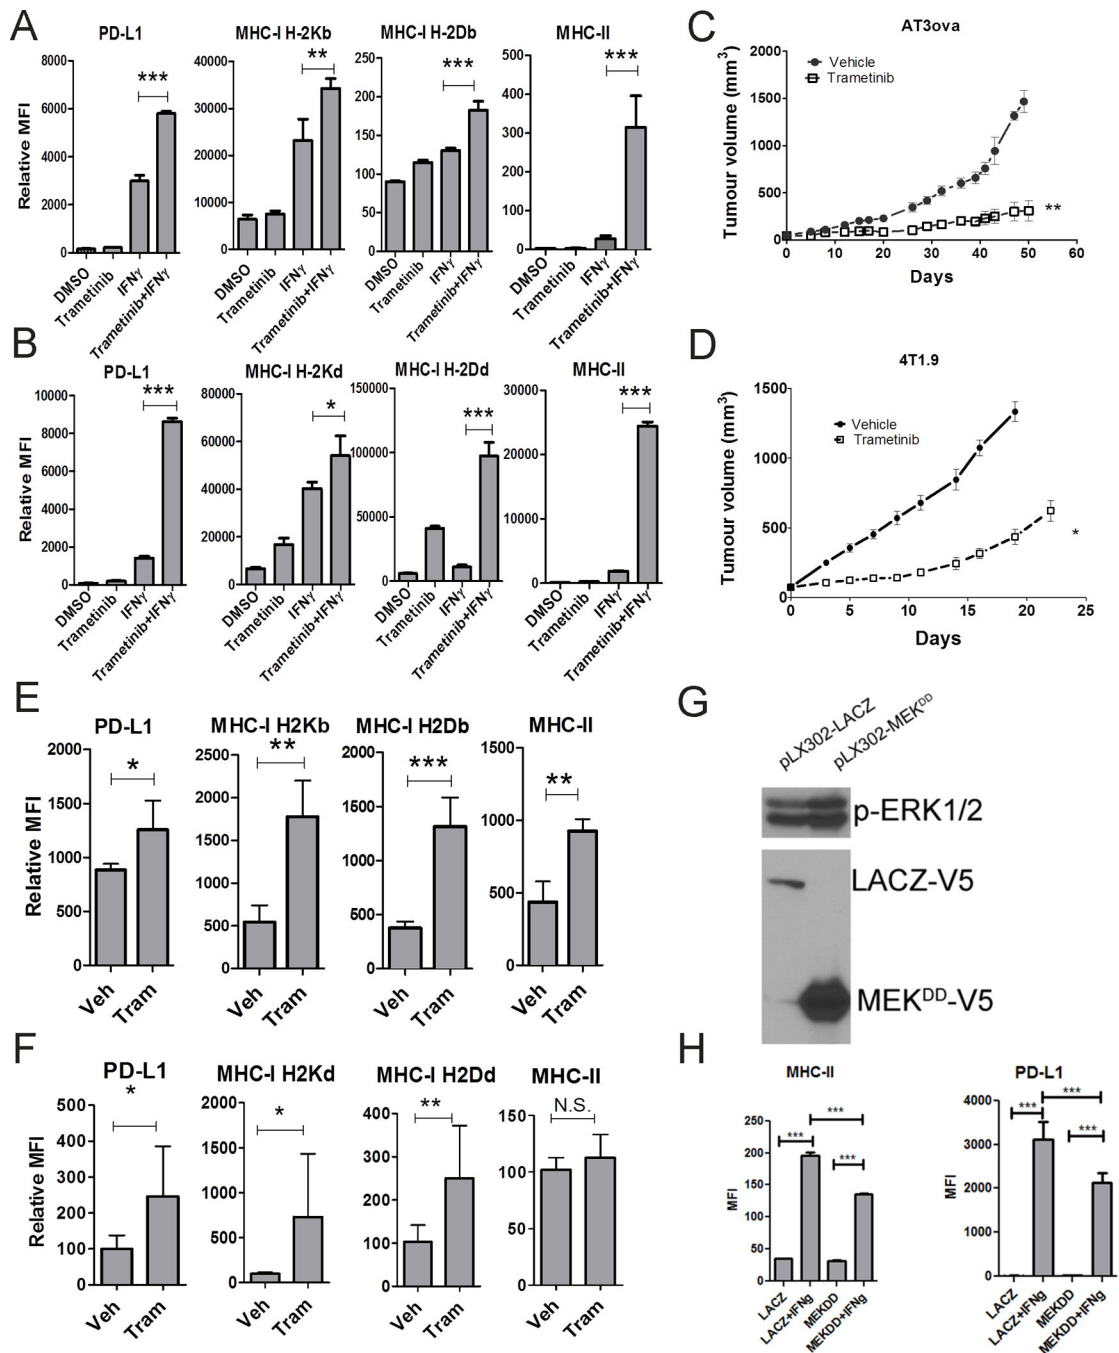 A
PD-L1
MHC-I H-2Kb
MHC-I H-2Db
MHC-II
Relative MFI
8000
6000
4000
2000
0
***
40000
30000
20000
10000
0
**
250
200
150
100
50
0
***
500
400
300
200
100
0
***
DMSO
Trametinib
IFNγ
Trametinib+IFNγ
DMSO
Trametinib
IFNγ
Trametinib+IFNγ
DMSO
Trametinib
IFNγ
Trametinib+IFNγ
DMSO
Trametinib
IFNγ
Trametinib+IFNγ
B
PD-L1
MHC-I H-2Kd
MHC-I H-2Dd
MHC-II
Relative MFI
10000
8000
6000
4000
2000
0
***
80000
60000
40000
20000
0
*
150000
100000
50000
0
***
30000
20000
10000
0
***
DMSO
Trametinib
IFNγ
Trametinib+IFNγ
DMSO
Trametinib
IFNγ
Trametinib+IFNγ
DMSO
Trametinib
IFNγ
Trametinib+IFNγ
DMSO
Trametinib
IFNγ
Trametinib+IFNγ
C
AT3ova
Tumour volume (mm3)
2000
1500
1000
500
0
Vehicle
Trametinib
**
0 10 20 30 40 50 60
Days
D
4T1.9
Tumour volume (mm3)
1500
1000
500
0
Vehicle
Trametinib
*
0 5 10 15 20 25
Days
E
PD-L1
MHC-I H2Kb
MHC-I H2Db
MHC-II
Relative MFI
2000
1500
1000
500
0
*
2500
2000
1500
1000
500
0
**
2000
1500
1000
500
0
***
1500
1000
500
0
**
Veh
Tram
Veh
Tram
Veh
Tram
Veh
Tram
F
PD-L1
MHC-I H2Kd
MHC-I H2Dd
MHC-II
Relative MFI
500
400
300
200
100
0
*
2000
1500
1000
500
0
*
400
300
200
100
0
**
150
100
50
0
N.S.
Veh
Tram
Veh
Tram
Veh
Tram
Veh
Tram
G
pLX302-LACZ
pLX302-MEKDD
p-ERK1/2
LACZ-V5
MEKDD-V5
H
MHC-II
MFI
250
200
150
100
50
0
***
***
***
LACZ
LACZ+IFNg
MEKDD
MEKDD+IFNg
PD-L1
MFI
4000
3000
2000
1000
0
***
***
***
LACZ
LACZ+IFNg
MEKDD
MEKDD+IFNg